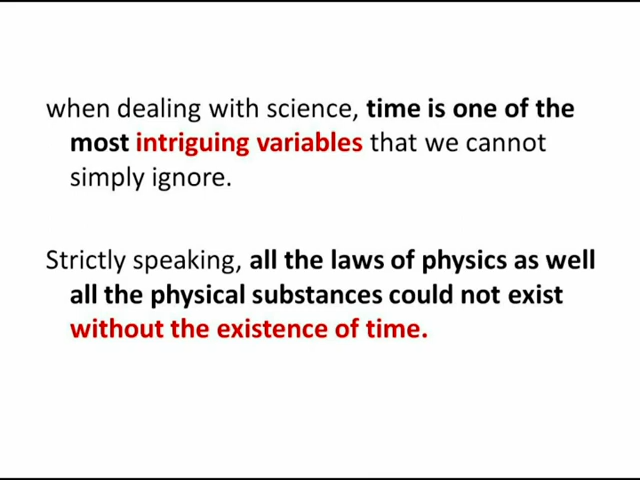 when dealing with science, time is one of the
most intriguing variables that we cannot
simply ignore.
Strictly speaking, all the laws of physics as well
all the physical substances could not exist
without the existence of time.